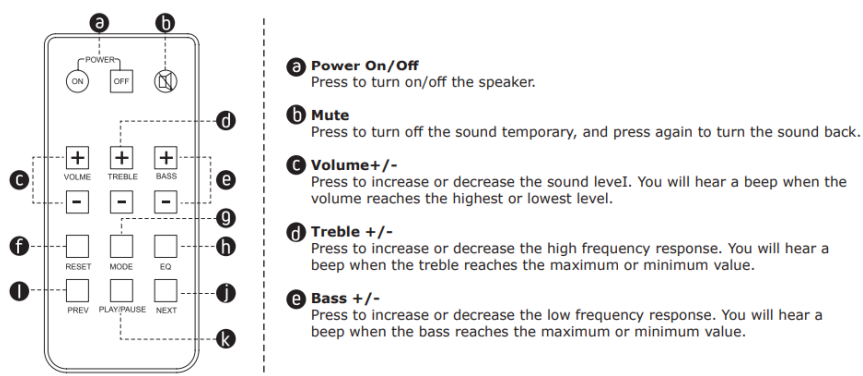 a b
POWER
ON OFF
d
c VOLME TREBLE BASS e
g
f h
RESET MODE EQ
l j
PREV PLAY/PAUSE NEXT
k
a Power On/Off
Press to turn on/off the speaker.
b Mute
Press to turn off the sound temporary, and press again to turn the sound back.
c Volume+/-
Press to increase or decrease the sound level. You will hear a beep when the
volume reaches the highest or lowest level.
d Treble +/-
Press to increase or decrease the high frequency response. You will hear a
beep when the treble reaches the maximum or minimum value.
e Bass +/-
Press to increase or decrease the low frequency response. You will hear a
beep when the bass reaches the maximum or minimum value.